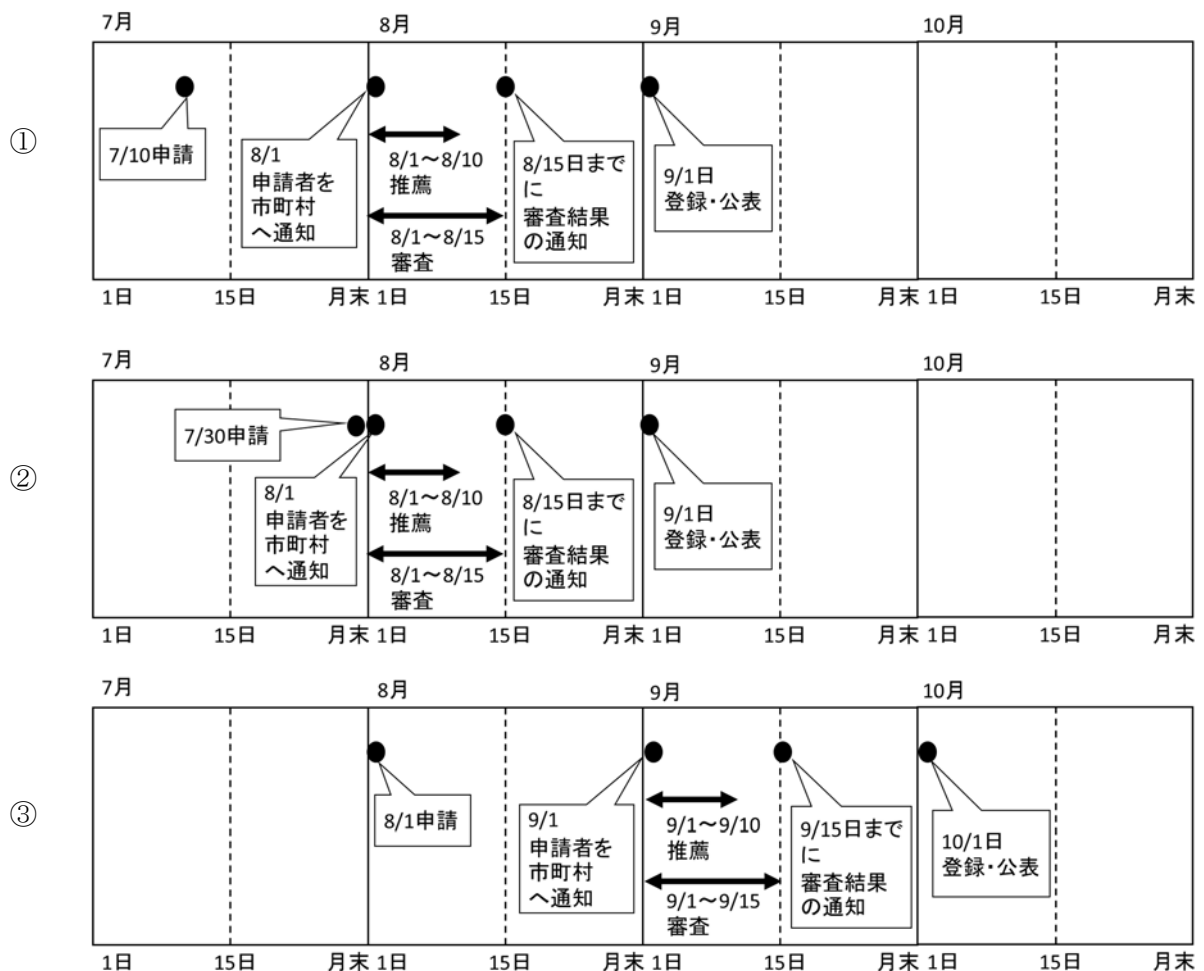 7月 8月 9月 10月
①
7/10申請
8/1
申請者を
市町村
へ通知
8/1～8/10
推薦
8/1～8/15
審査
8/15日まで
に
審査結果
の通知
9/1日
登録・公表
1日 15日 月末 1日 15日 月末 1日 15日 月末 1日 15日 月末
7月 8月 9月 10月
②
7/30申請
8/1
申請者を
市町村
へ通知
8/1～8/10
推薦
8/1～8/15
審査
8/15日まで
に
審査結果
の通知
9/1日
登録・公表
1日 15日 月末 1日 15日 月末 1日 15日 月末 1日 15日 月末
7月 8月 9月 10月
③
8/1申請
9/1
申請者を
市町村
へ通知
9/1～9/10
推薦
9/1～9/15
審査
9/15日まで
に
審査結果
の通知
10/1日
登録・公表
1日 15日 月末 1日 15日 月末 1日 15日 月末 1日 15日 月末